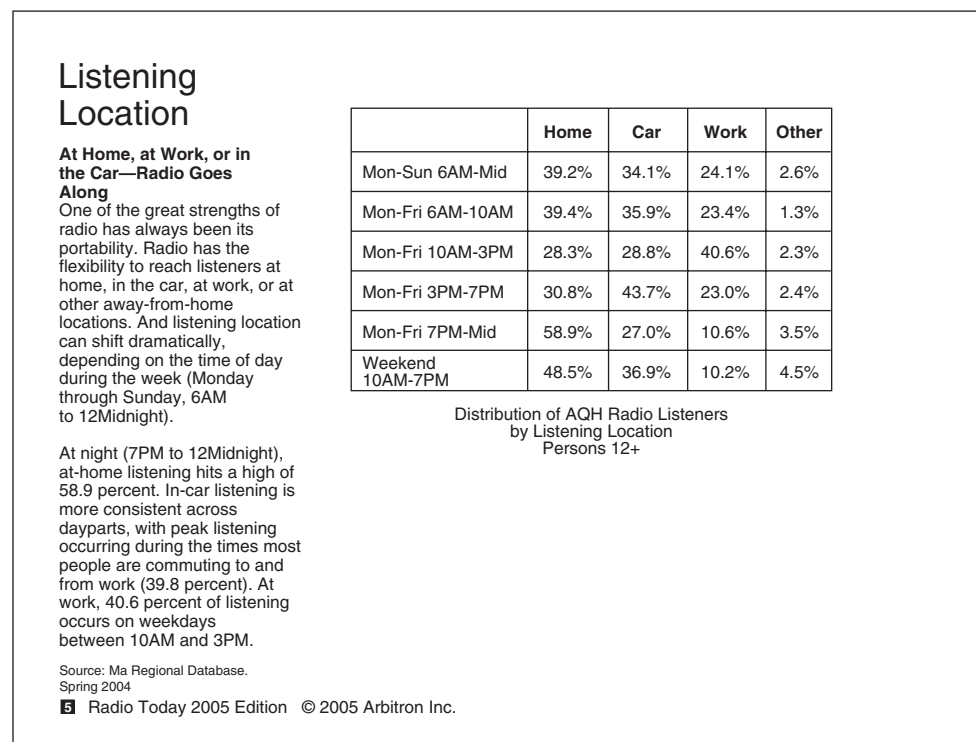 Listening
Location
At Home, at Work, or in
the Car—Radio Goes
Along
One of the great strengths of
radio has always been its
portability. Radio has the
flexibility to reach listeners at
home, in the car, at work, or at
other away-from-home
locations. And listening location
can shift dramatically,
depending on the time of day
during the week (Monday
through Sunday, 6AM
to 12Midnight).
At night (7PM to 12Midnight),
at-home listening hits a high of
58.9 percent. In-car listening is
more consistent across
dayparts, with peak listening
occurring during the times most
people are commuting to and
from work (39.8 percent). At
work, 40.6 percent of listening
occurs on weekdays
between 10AM and 3PM.
Home Car Work Other
Mon-Sun 6AM-Mid 39.2% 34.1% 24.1% 2.6%
Mon-Fri 6AM-10AM 39.4% 35.9% 23.4% 1.3%
Mon-Fri 10AM-3PM 28.3% 28.8% 40.6% 2.3%
Mon-Fri 3PM-7PM 30.8% 43.7% 23.0% 2.4%
Mon-Fri 7PM-Mid 58.9% 27.0% 10.6% 3.5%
Weekend
10AM-7PM 48.5% 36.9% 10.2% 4.5%
Distribution of AQH Radio Listeners
by Listening Location
Persons 12+
Source: Ma Regional Database.
Spring 2004
5 Radio Today 2005 Edition © 2005 Arbitron Inc.